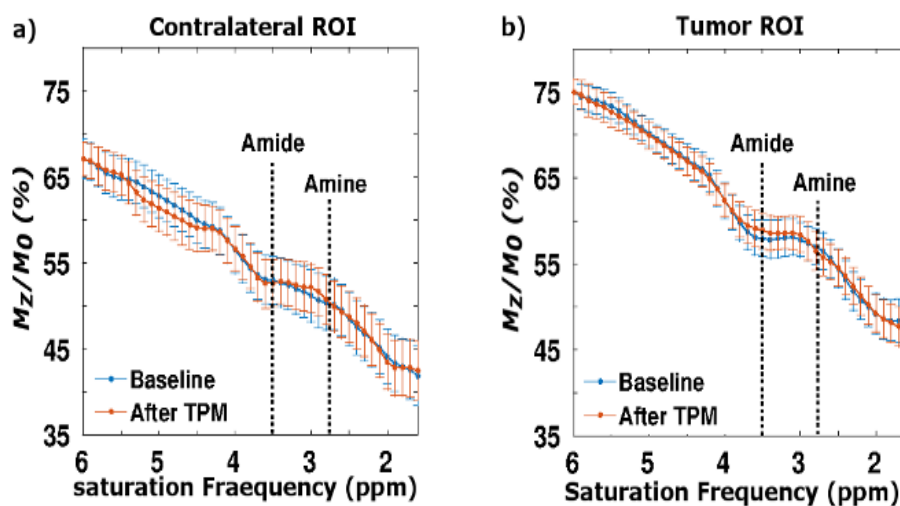 a) Contralateral ROI
75
65
55
45
35
Mz/M0 (%)
Amide
Amine
Baseline
After TPM
6 5 4 3 2
saturation Fraequency (ppm)
b) Tumor ROI
75
65
55
45
35
Mz/M0 (%)
Amide
Amine
Baseline
After TPM
6 5 4 3 2
Saturation Frequency (ppm)